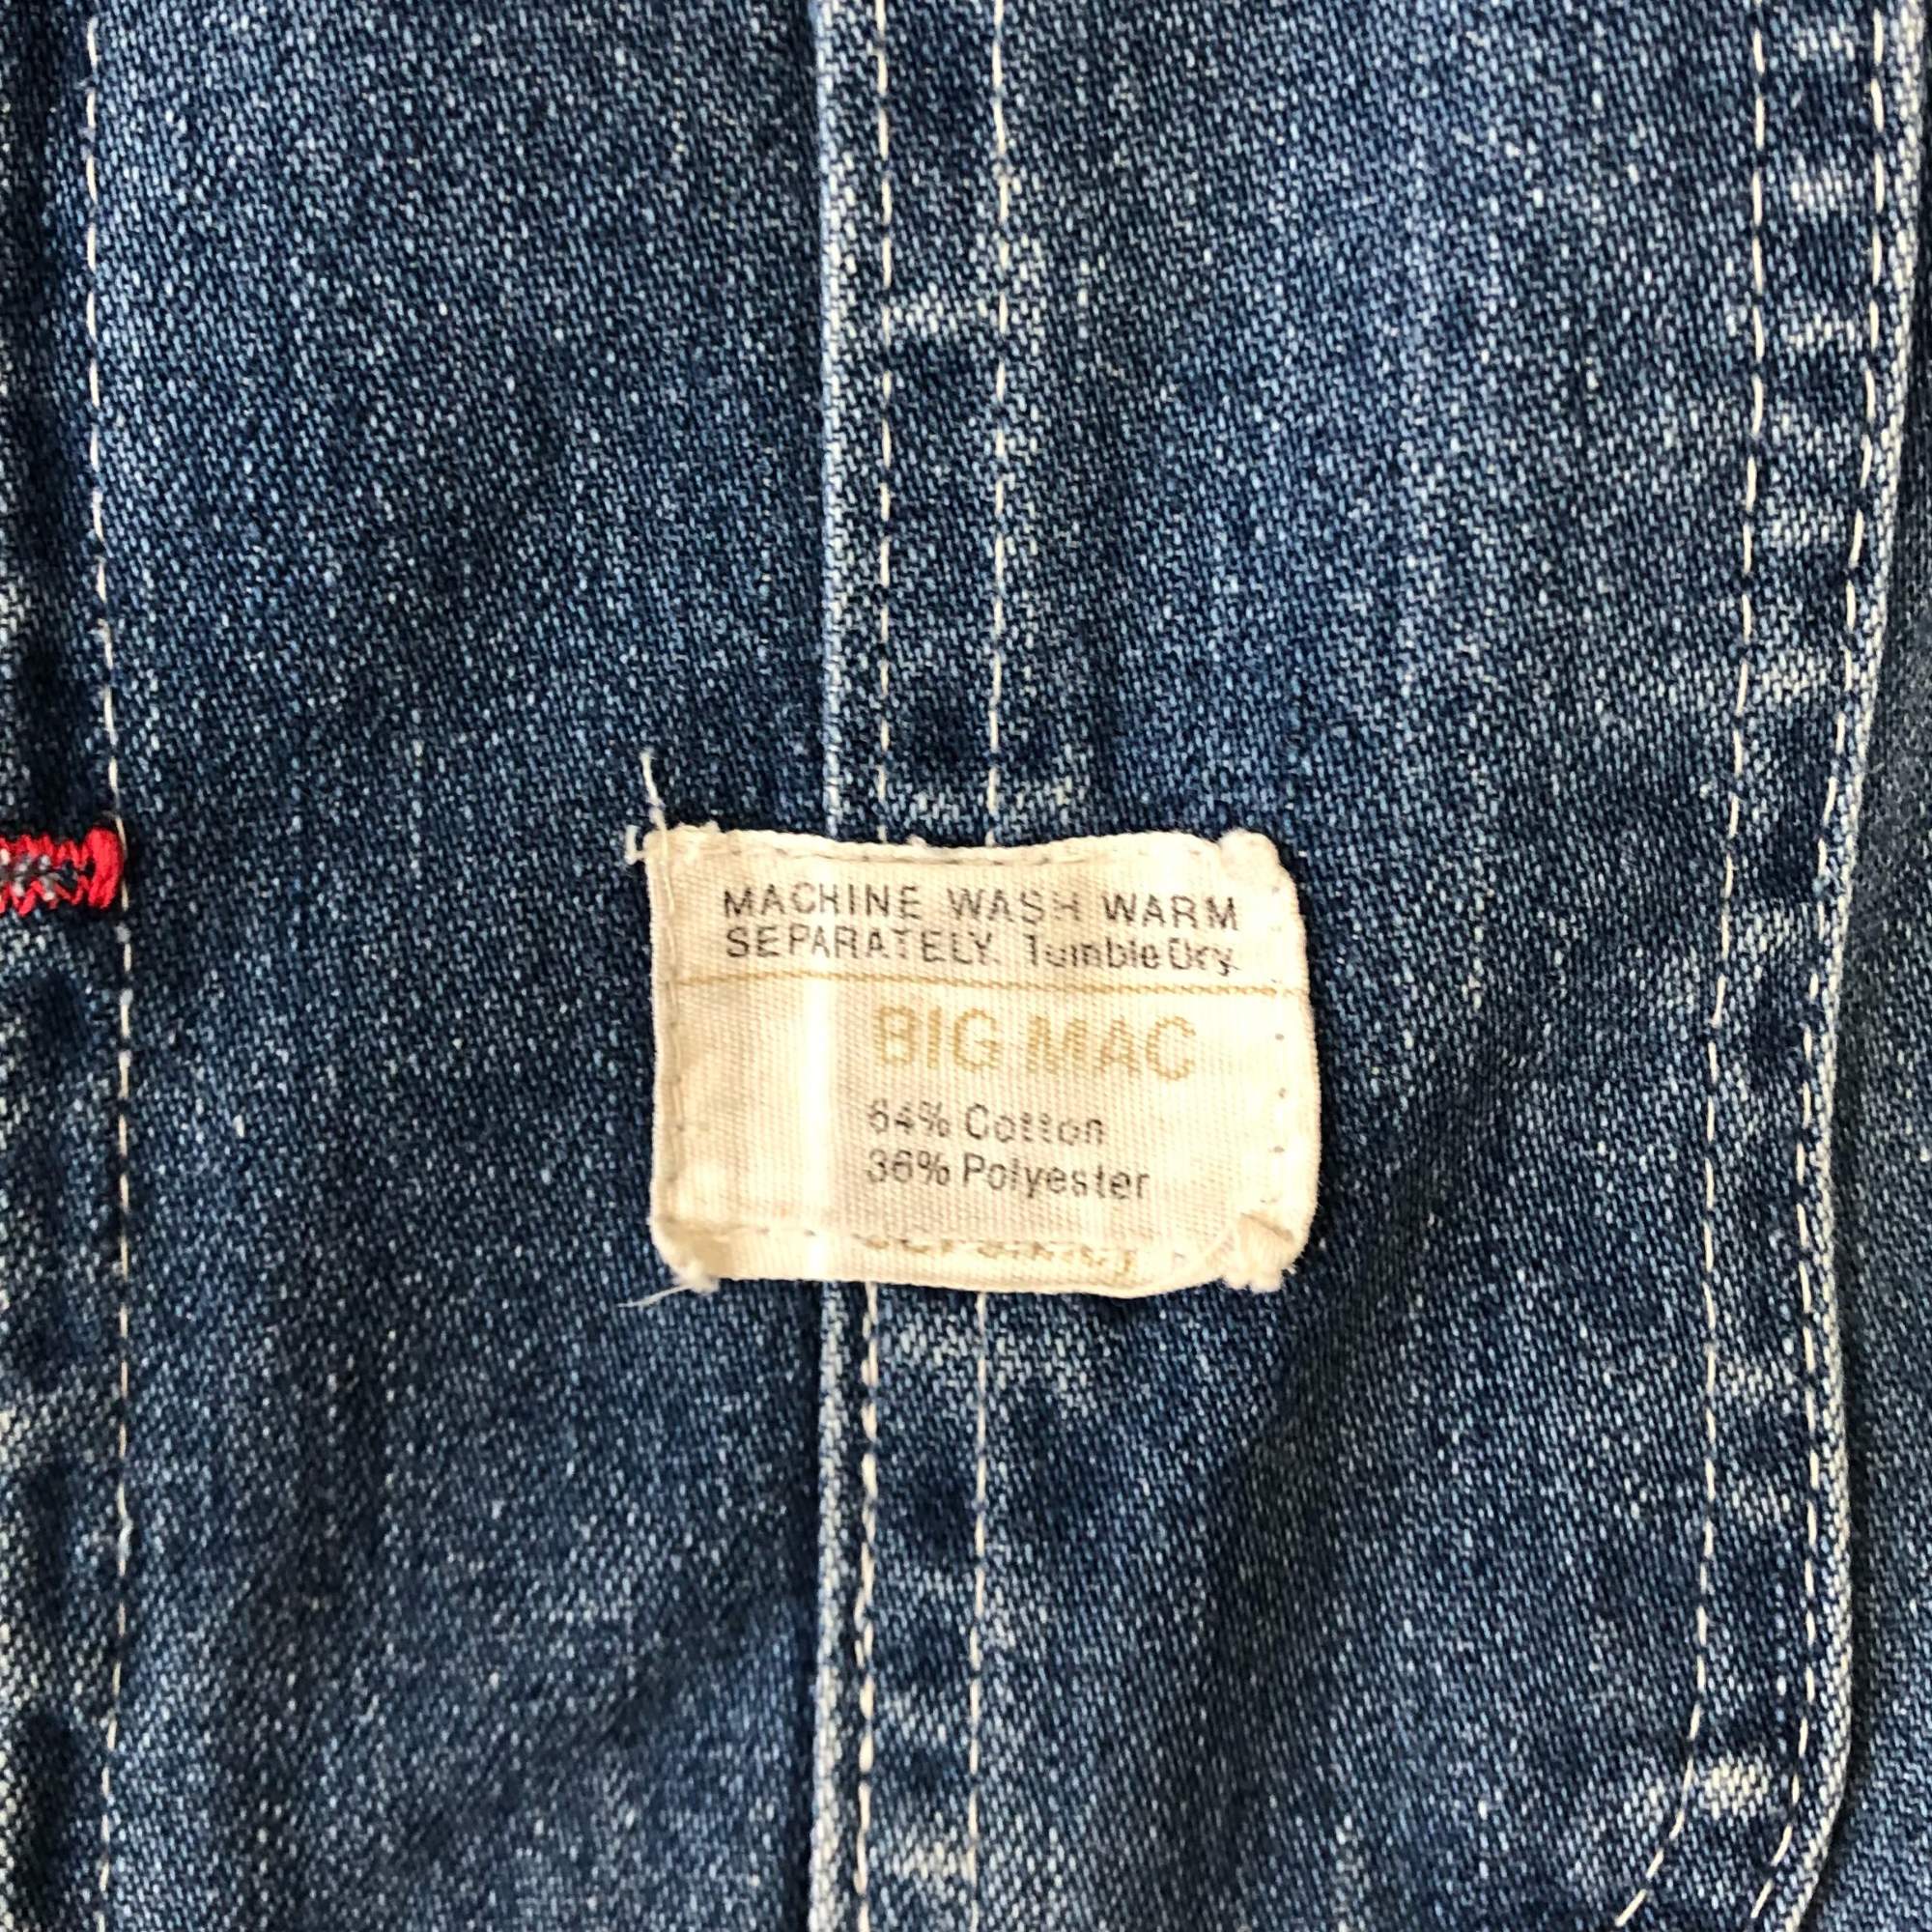 MACHINE WASH WARM
SEPARATELY. Tumble Dry.
BIG MAC
64% Cotton
36% Polyester